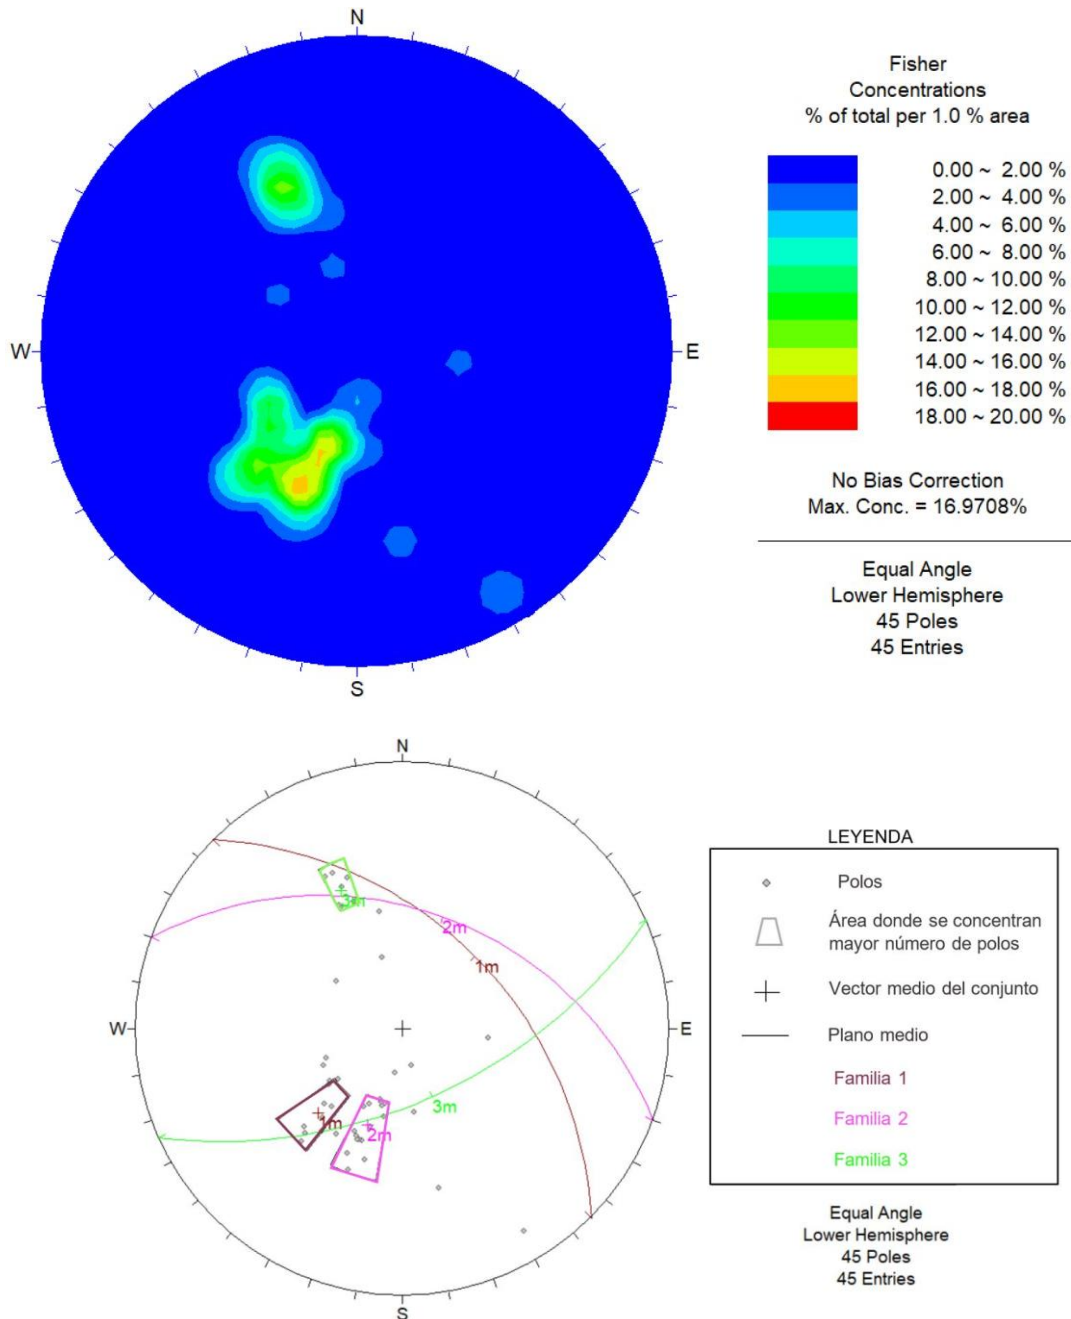 N
W
E
S
Fisher
Concentrations
% of total per 1.0 % area
0.00 ~ 2.00 %
2.00 ~ 4.00 %
4.00 ~ 6.00 %
6.00 ~ 8.00 %
8.00 ~ 10.00 %
10.00 ~ 12.00 %
12.00 ~ 14.00 %
14.00 ~ 16.00 %
16.00 ~ 18.00 %
18.00 ~ 20.00 %
No Bias Correction
Max. Conc. = 16.9708%
Equal Angle
Lower Hemisphere
45 Poles
45 Entries
N
W
E
S
3m
2m
1m
3m
1m
2m
LEYENDA
Polos
Área donde se concentran
mayor número de polos
Vector medio del conjunto
Plano medio
Familia 1
Familia 2
Familia 3
Equal Angle
Lower Hemisphere
45 Poles
45 Entries